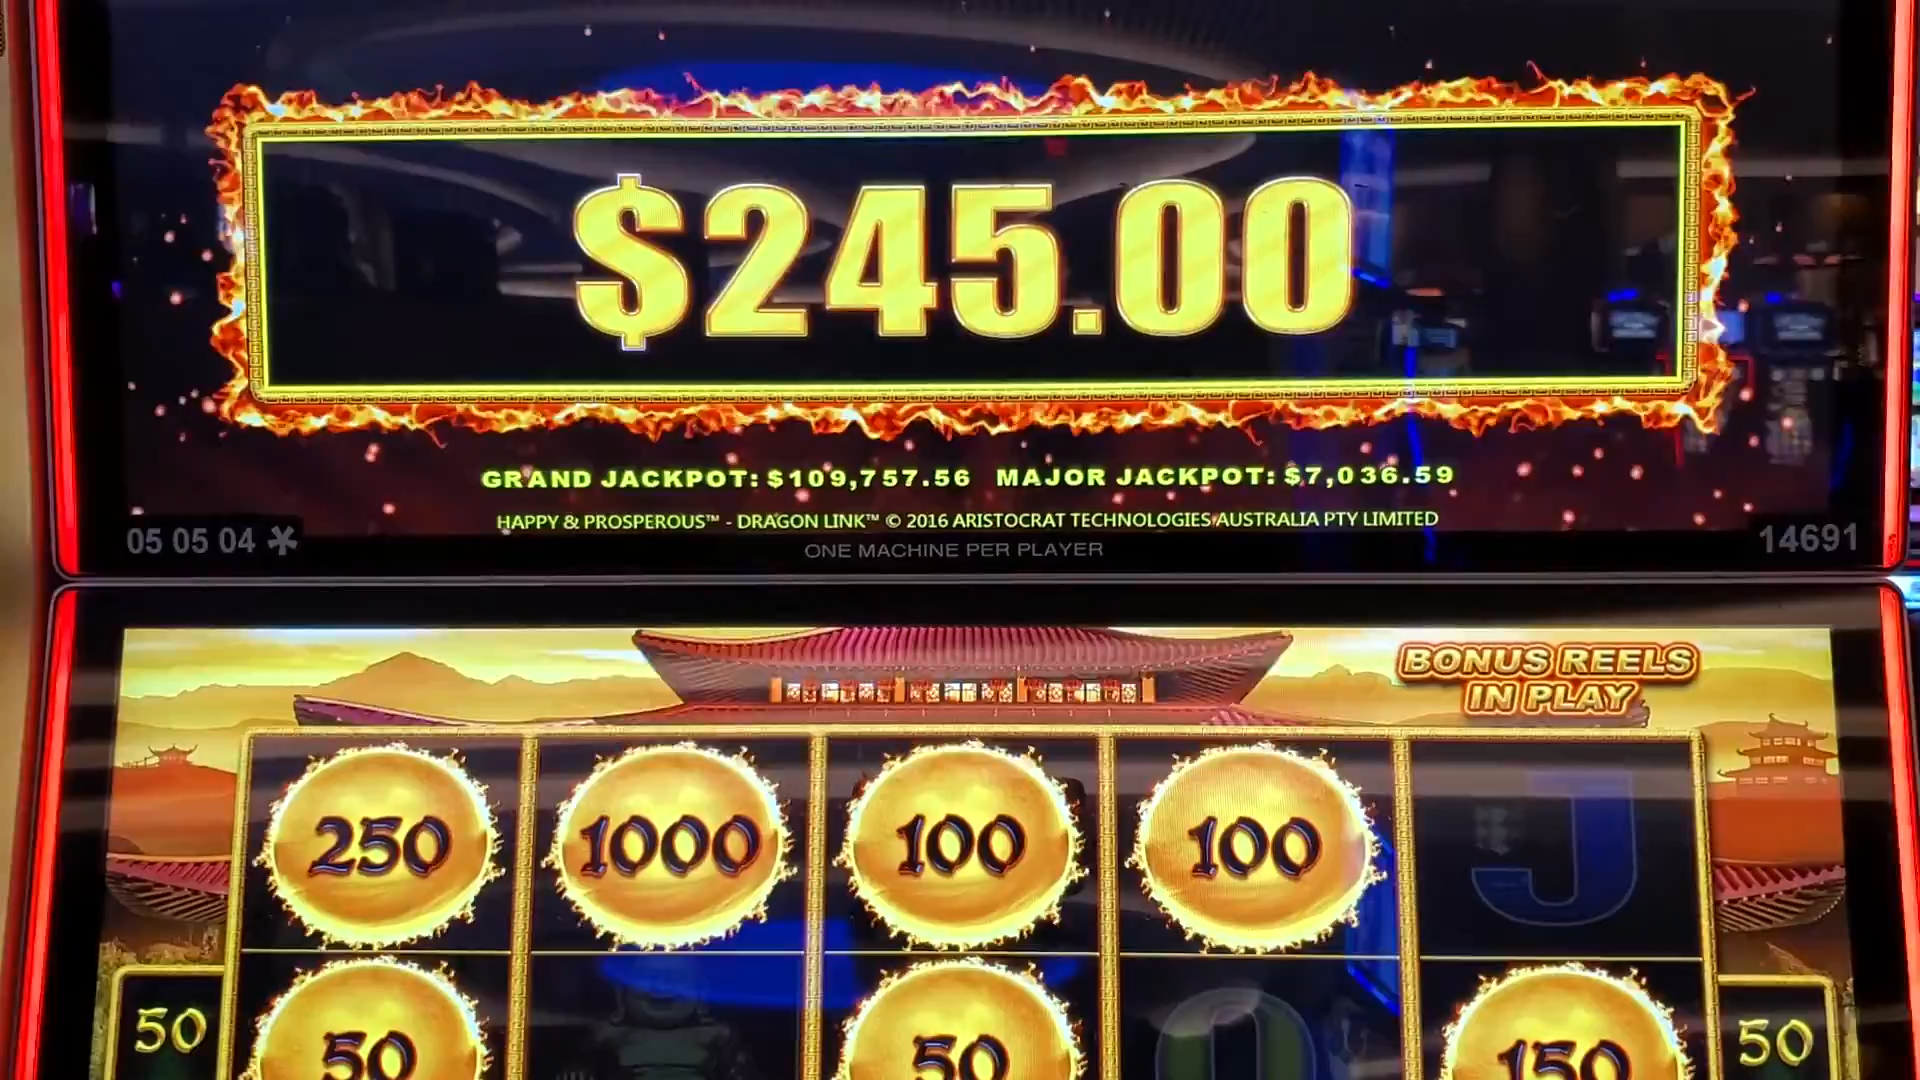 $245.00
GRAND JACKPOT: $109,757.56 MAJOR JACKPOT: $7,036.59
HAPPY & PROSPEROUS™ - DRAGON LINK™ © 2016 ARISTOCRAT TECHNOLOGIES AUSTRALIA PTY LIMITED
05 05 04 *
ONE MACHINE PER PLAYER
14691
BONUS REELS
IN PLAY
250 1000 100 100 J
50 50 50 150 50